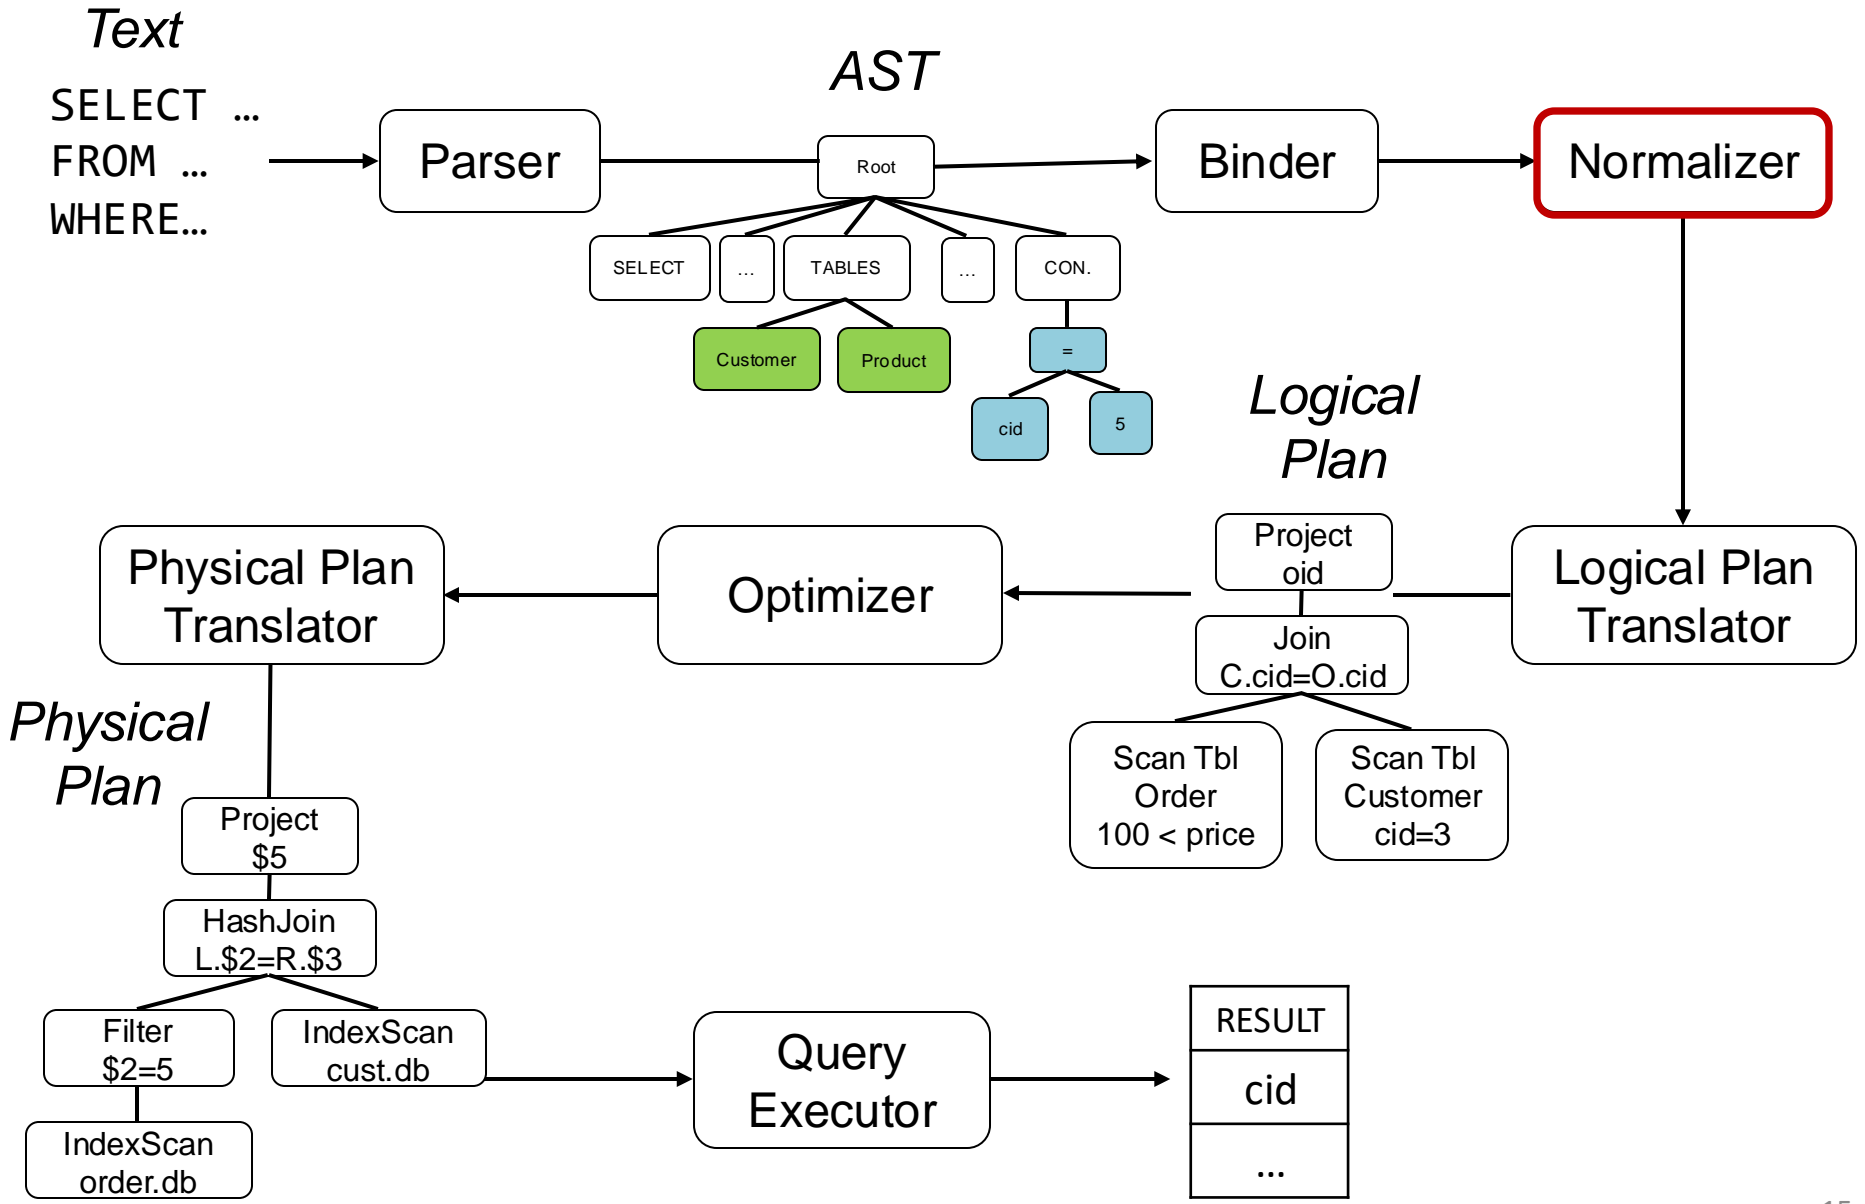 Text
SELECT …
FROM …
WHERE…
Parser
AST
Root
SELECT
…
TABLES
…
CON.
Customer
Product
=
cid
5
Binder
Normalizer
Logical
Plan
Physical Plan
Translator
Optimizer
Project
oid
Join
C.cid=O.cid
Scan Tbl
Order
100 < price
Scan Tbl
Customer
cid=3
Logical Plan
Translator
Physical
Plan
Project
$5
HashJoin
L.$2=R.$3
Filter
$2=5
IndexScan
cust.db
IndexScan
order.db
Query
Executor
RESULT
cid
…